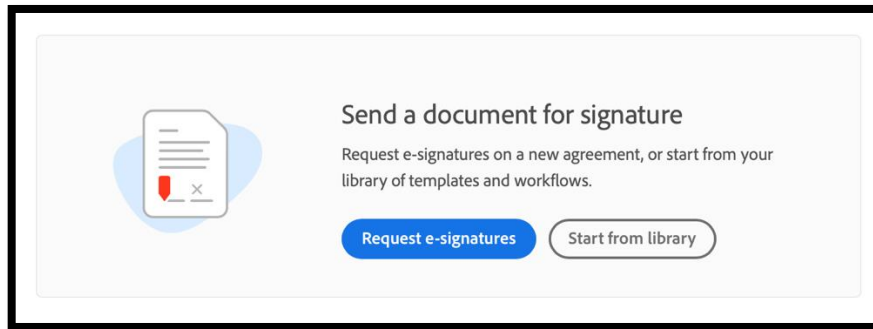 Send a document for signature
Request e-signatures on a new agreement, or start from your
library of templates and workflows.
Request e-signatures
Start from library